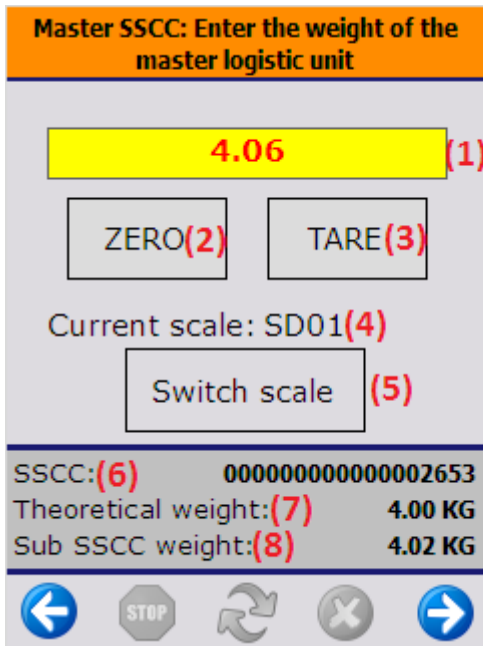 Master SSCC: Enter the weight of the
master logistic unit
4.06 (1)
ZERO(2) TARE(3)
Current scale: SD01(4)
Switch scale (5)
SSCC:(6) 000000000000002653
Theoretical weight:(7) 4.00 KG
Sub SSCC weight:(8) 4.02 KG
STOP